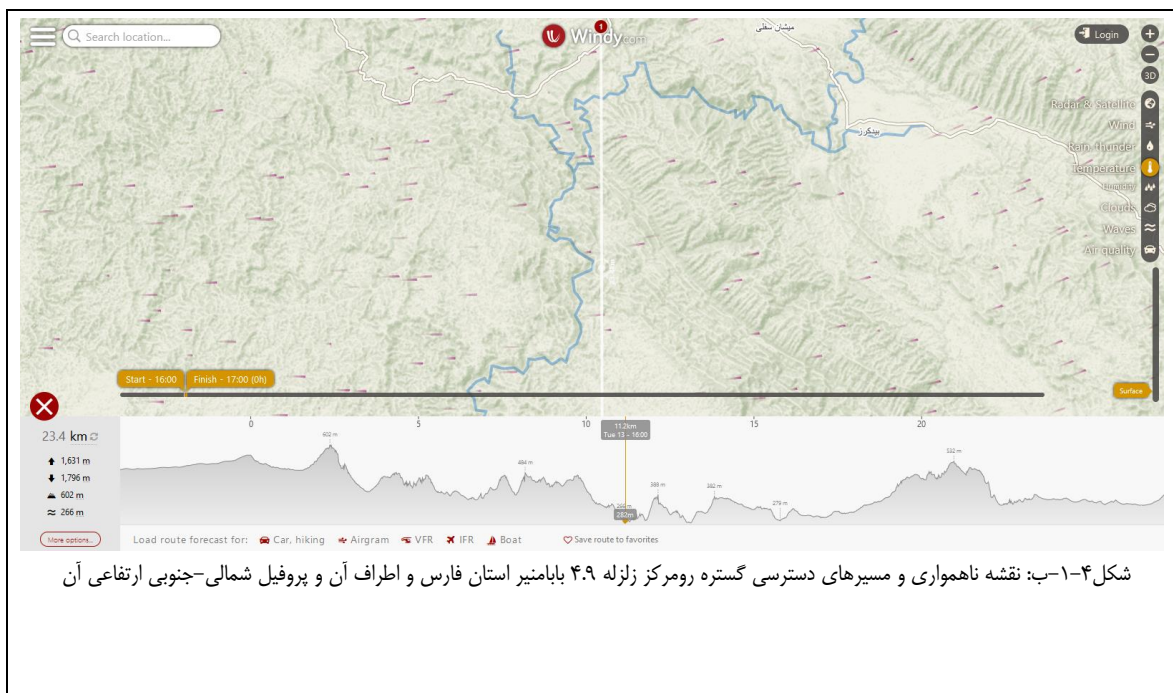 Search location...
1
Windy.com
میشان سفلی
Login
3D
Radar & Satellite
Wind
Rain, thunder
Temperature
Humidity
Clouds
Waves
Air quality
بینکرز
Start - 16:00
Finish - 17:00 (0h)
Surface
0
5
10
15
20
11.2km
Tue 13 - 16:00
23.4 km
1,631 m
1,796 m
602 m
266 m
More options...
602 m
484 m
266 m
282m
388 m
382 m
279 m
532 m
Load route forecast for:
Car, hiking
Airgram
VFR
IFR
Boat
Save route to favorites
شکل۴-۱-ب: نقشه ناهمواری و مسیرهای دسترسی گستره رومرکز زلزله ۴.۹ بابامنیر استان فارس و اطراف آن و پروفیل شمالی-جنوبی ارتفاعی آن